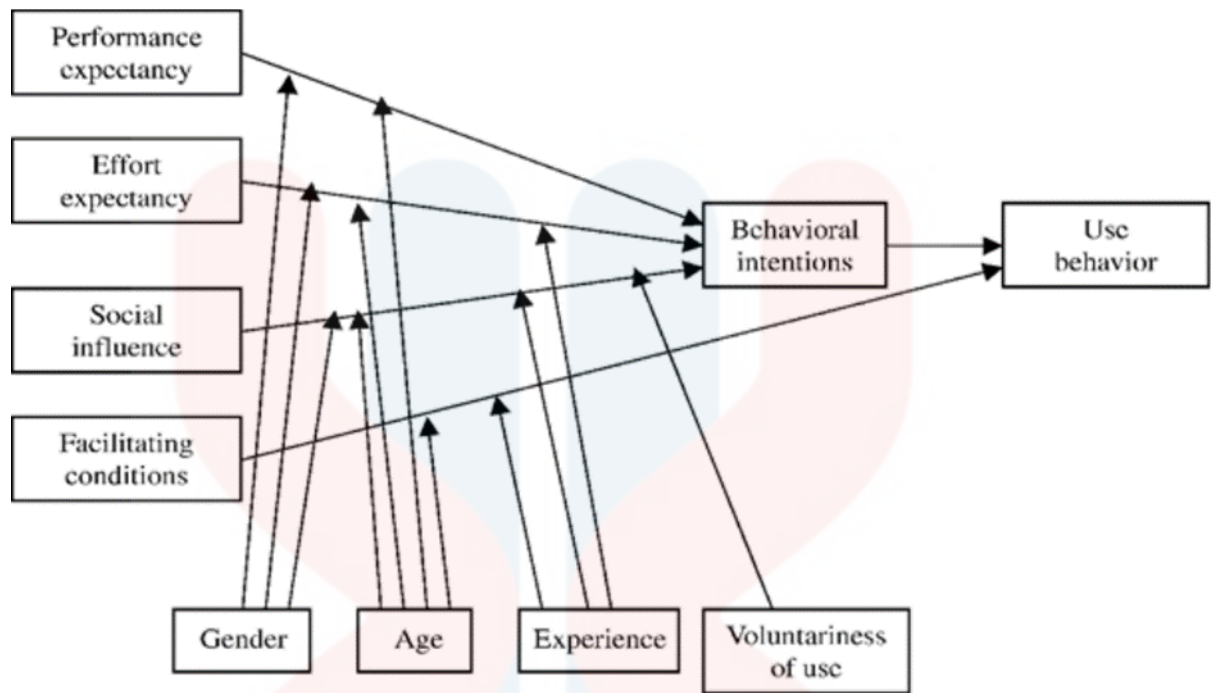 Performance
expectancy
Effort
expectancy
Social
influence
Facilitating
conditions
Behavioral
intentions
Use
behavior
Gender
Age
Experience
Voluntariness
of use